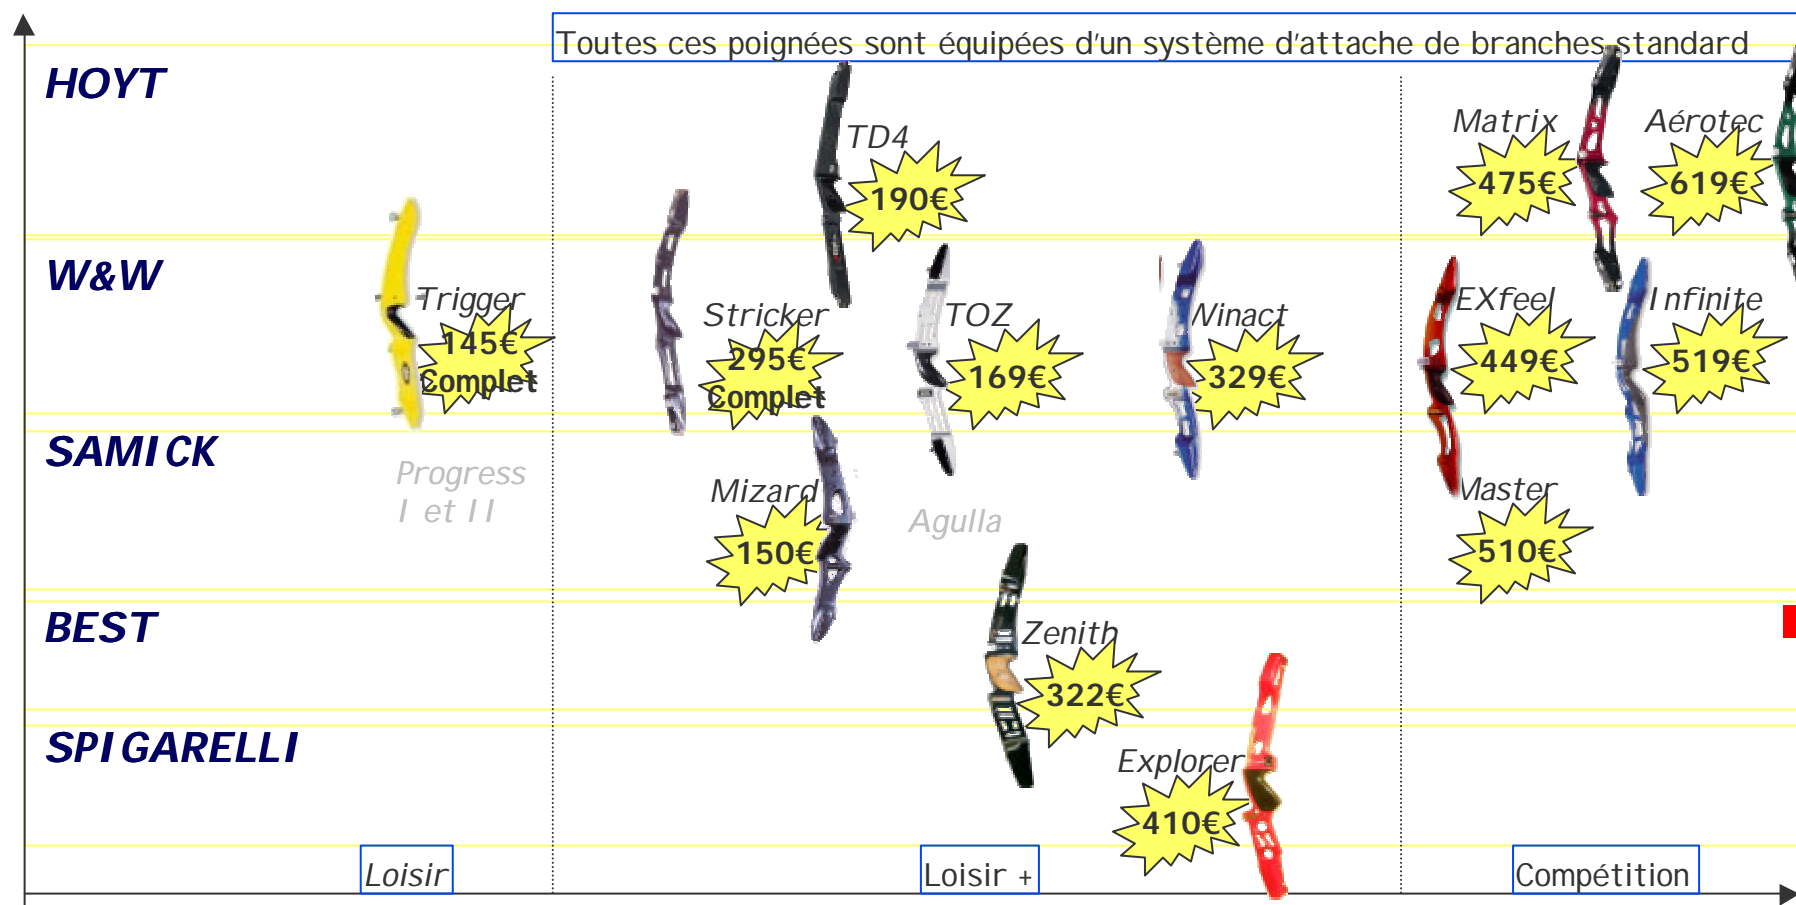 Toutes ces poignées sont équipées d'un système d'attache de branches standard
HOYT
TD4
190€
Matrix
475€
Aérotec
619€
W&W
Trigger
145€
Complet
Stricker
295€
Complet
TOZ
169€
Winact
329€
EXfeel
449€
Infinite
519€
SAMICK
Progress
I et II
Mizard
150€
Agulla
Master
510€
BEST
Zenith
322€
SPIGARELLI
Explorer
410€
Loisir
Loisir +
Compétition